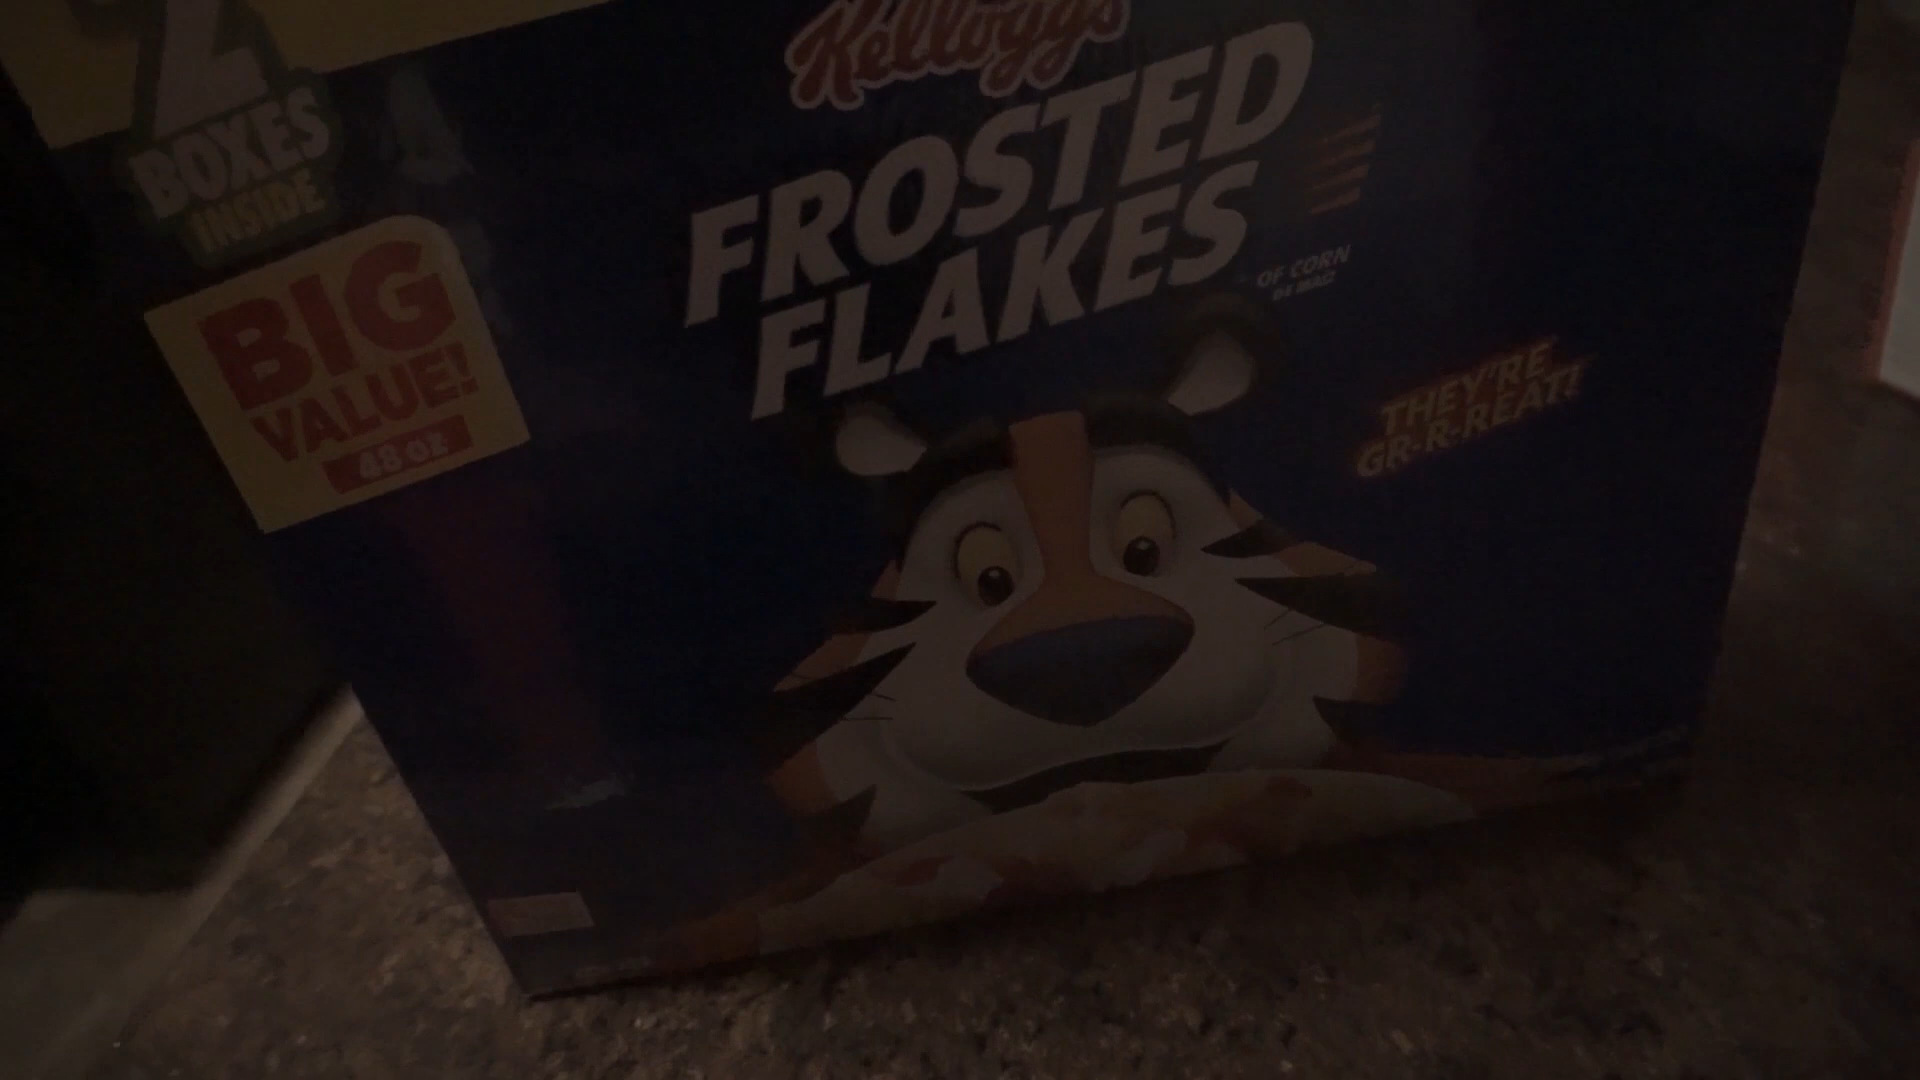 Kellogg's
FROSTED
FLAKES
OF CORN
2
BOXES
INSIDE
BIG
VALUE!
48 oz
THEY'RE
GR-R-REAT!